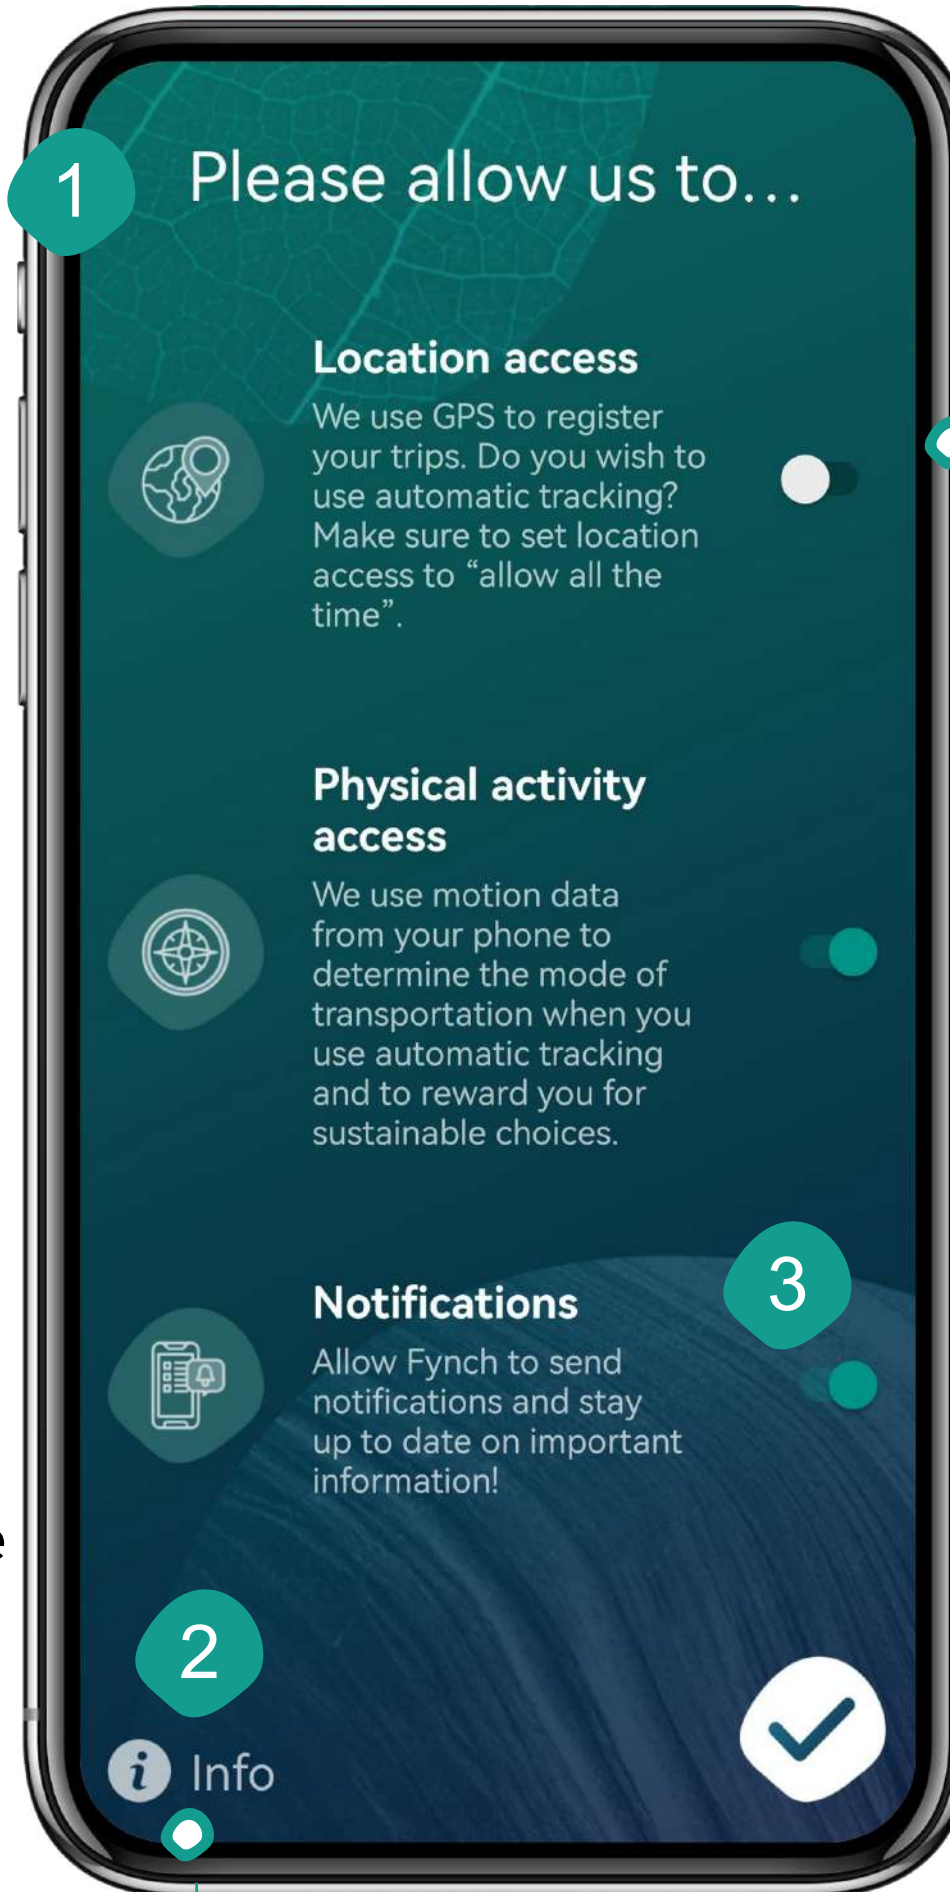 1
Please allow us to...
Location access
We use GPS to register
your trips. Do you wish to
use automatic tracking?
Make sure to set location
access to “allow all the
time”.
Physical activity
access
We use motion data
from your phone to
determine the mode of
transportation when you
use automatic tracking
and to reward you for
sustainable choices.
3
Notifications
Allow Fynch to send
notifications and stay
up to date on important
information!
e
2
i Info